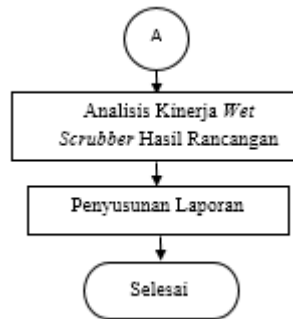 A
Analisis Kinerja Wet
Scrubber Hasil Rancangan
Penyusunan Laporan
Selesai